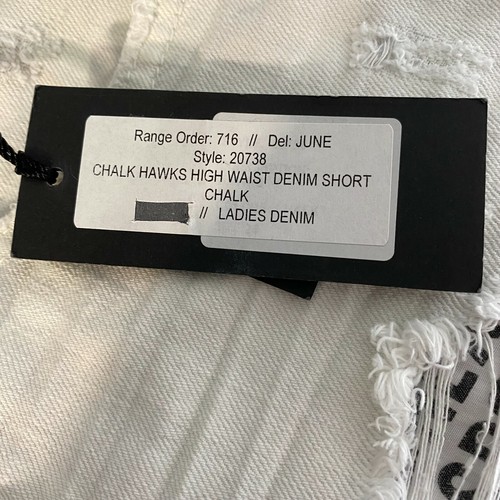 Range Order: 716 // Del: JUNE
Style: 20738
CHALK HAWKS HIGH WAIST DENIM SHORT
CHALK
// LADIES DENIM